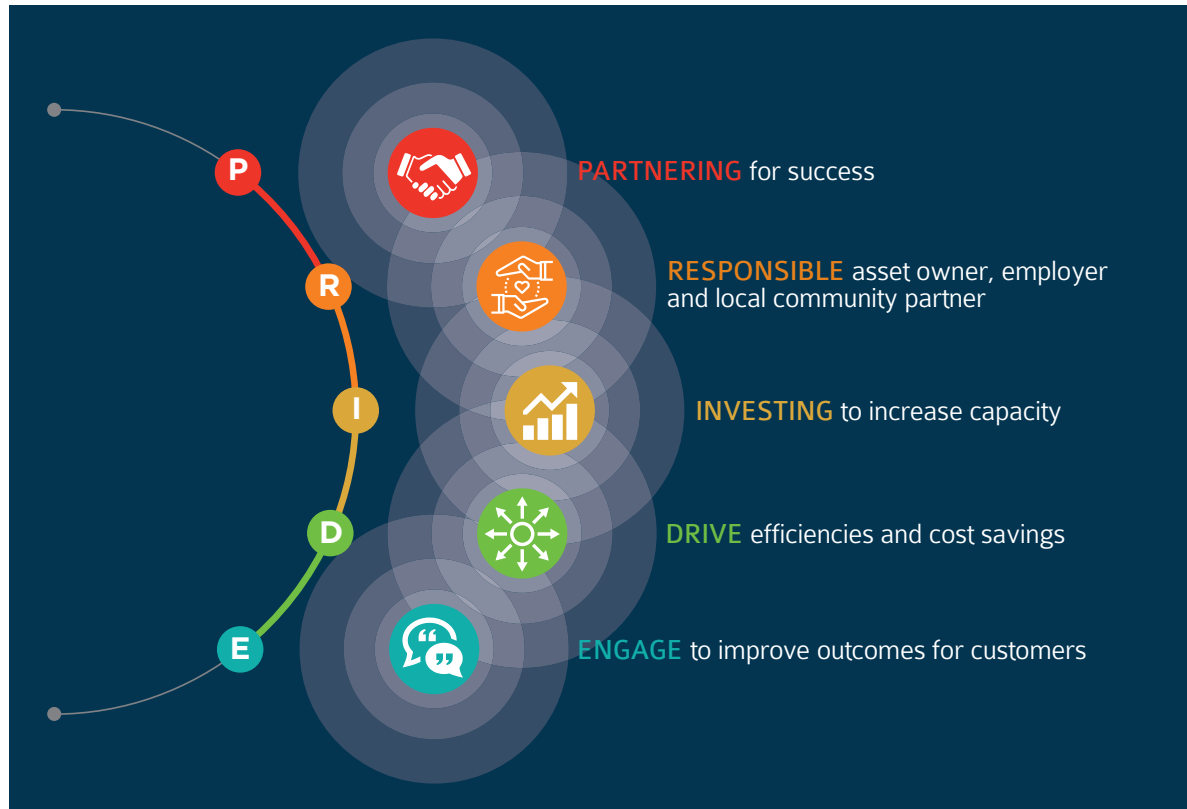 P
PARTNERING for success
R
RESPONSIBLE asset owner, employer
and local community partner
I
INVESTING to increase capacity
D
DRIVE efficiencies and cost savings
E
ENGAGE to improve outcomes for customers